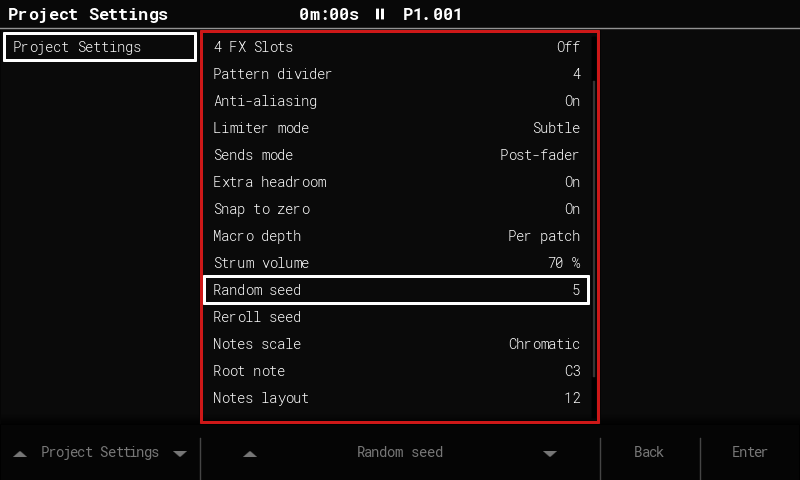 Project Settings 0m:00s P1.001
Project Settings
4 FX Slots Off
Pattern divider 4
Anti-aliasing On
Limiter mode Subtle
Sends mode Post-fader
Extra headroom On
Snap to zero On
Macro depth Per patch
Strum volume 70 %
Random seed 5
Reroll seed
Notes scale Chromatic
Root note C3
Notes layout 12
Project Settings Random seed Back Enter